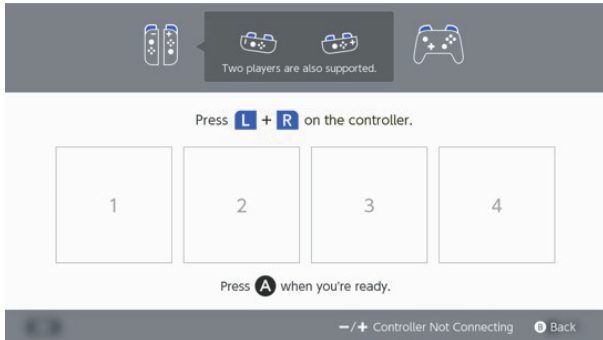 Two players are also supported.
Press L + R on the controller.
1 2 3 4
Press A when you're ready.
−/+ Controller Not Connecting B Back